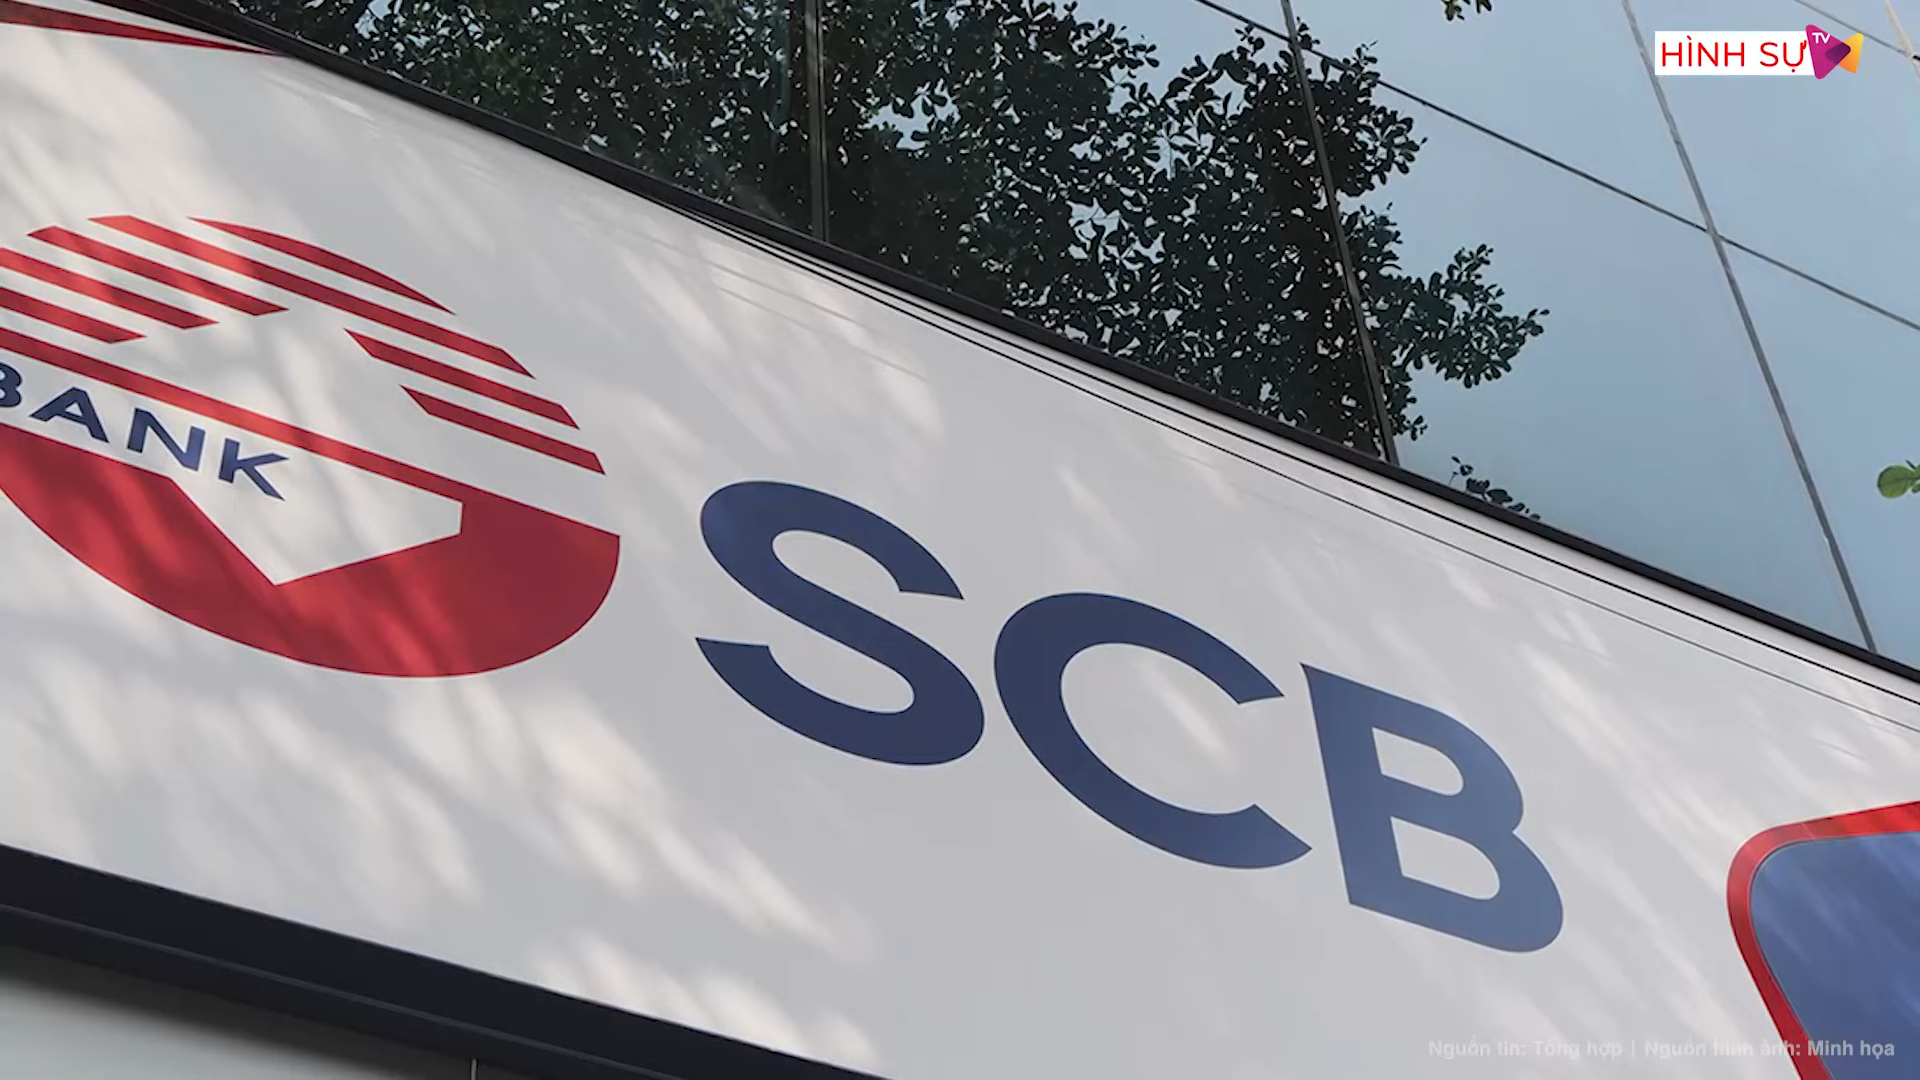 HÌNH SỰ TV
BANK
SCB
Nguồn tin: Tổng hợp | Nguồn hình ảnh: Minh họa